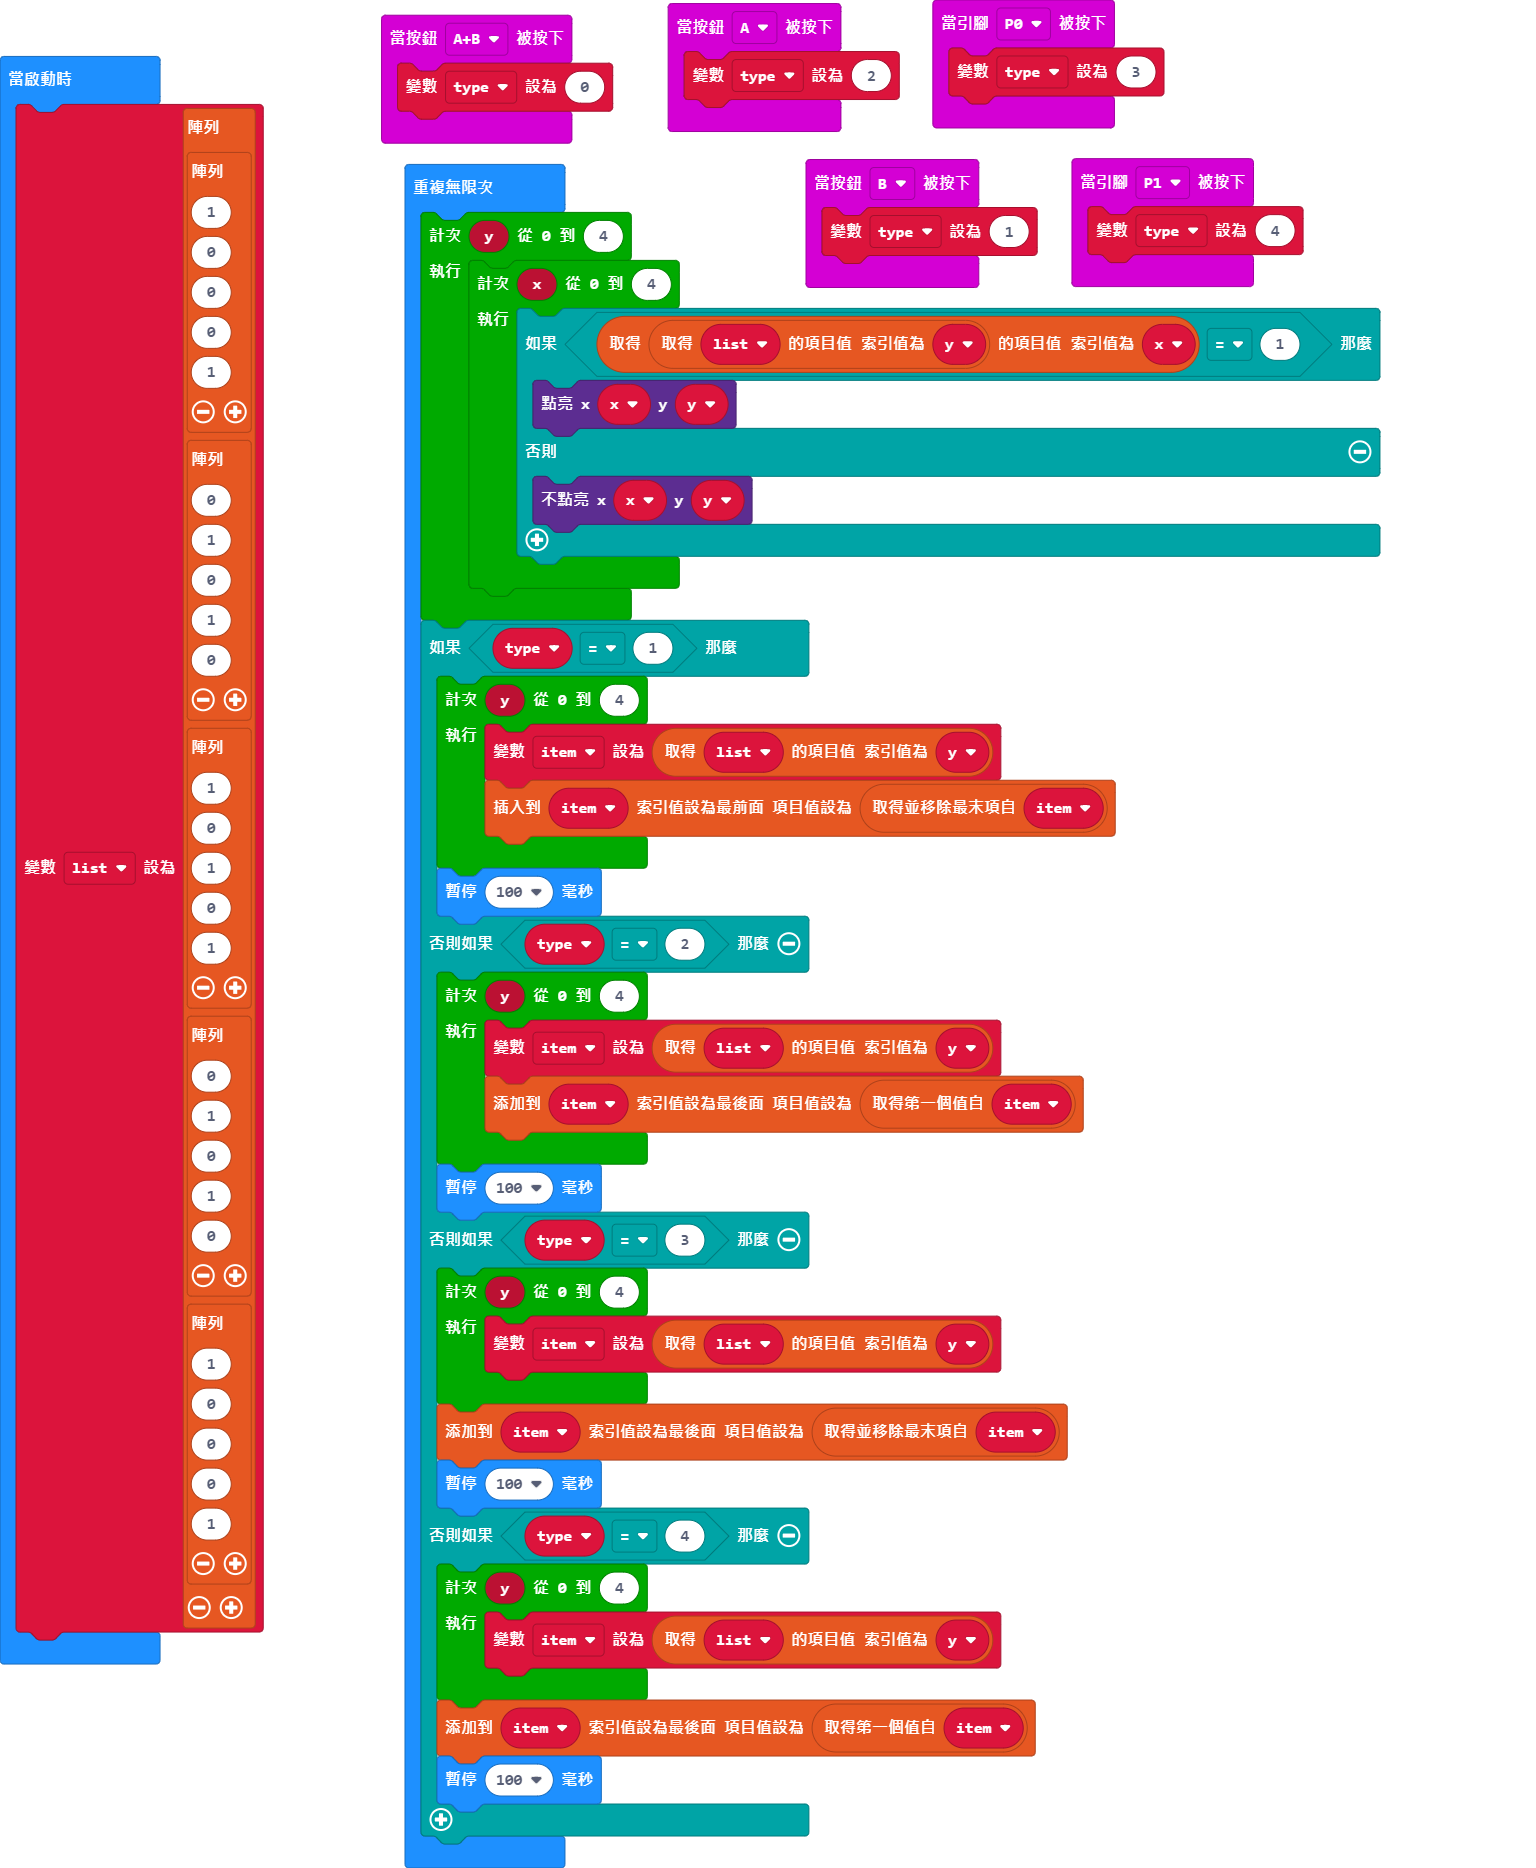 當啟動時
變數 list 設為
陣列
陣列
1
0
0
0
1
陣列
0
1
0
1
0
陣列
1
0
1
0
1
陣列
0
1
0
1
0
陣列
1
0
0
0
1
當按鈕 A+B 被按下
變數 type 設為 0
當按鈕 A 被按下
變數 type 設為 2
當引腳 P0 被按下
變數 type 設為 3
當按鈕 B 被按下
變數 type 設為 1
當引腳 P1 被按下
變數 type 設為 4
重複無限次
計次 y 從 0 到 4
執行
計次 x 從 0 到 4
執行
如果 取得 取得 list 的項目值 索引值為 y 的項目值 索引值為 x = 1 那麼
點亮 x x y y
否則
不點亮 x x y y
如果 type = 1 那麼
計次 y 從 0 到 4
執行
變數 item 設為 取得 list 的項目值 索引值為 y
插入到 item 索引值設為最前面 項目值設為 取得並移除最末項自 item
暫停 100 毫秒
否則如果 type = 2 那麼
計次 y 從 0 到 4
執行
變數 item 設為 取得 list 的項目值 索引值為 y
添加到 item 索引值設為最後面 項目值設為 取得第一個值自 item
暫停 100 毫秒
否則如果 type = 3 那麼
計次 y 從 0 到 4
執行
變數 item 設為 取得 list 的項目值 索引值為 y
添加到 item 索引值設為最後面 項目值設為 取得並移除最末項自 item
暫停 100 毫秒
否則如果 type = 4 那麼
計次 y 從 0 到 4
執行
變數 item 設為 取得 list 的項目值 索引值為 y
添加到 item 索引值設為最後面 項目值設為 取得第一個值自 item
暫停 100 毫秒